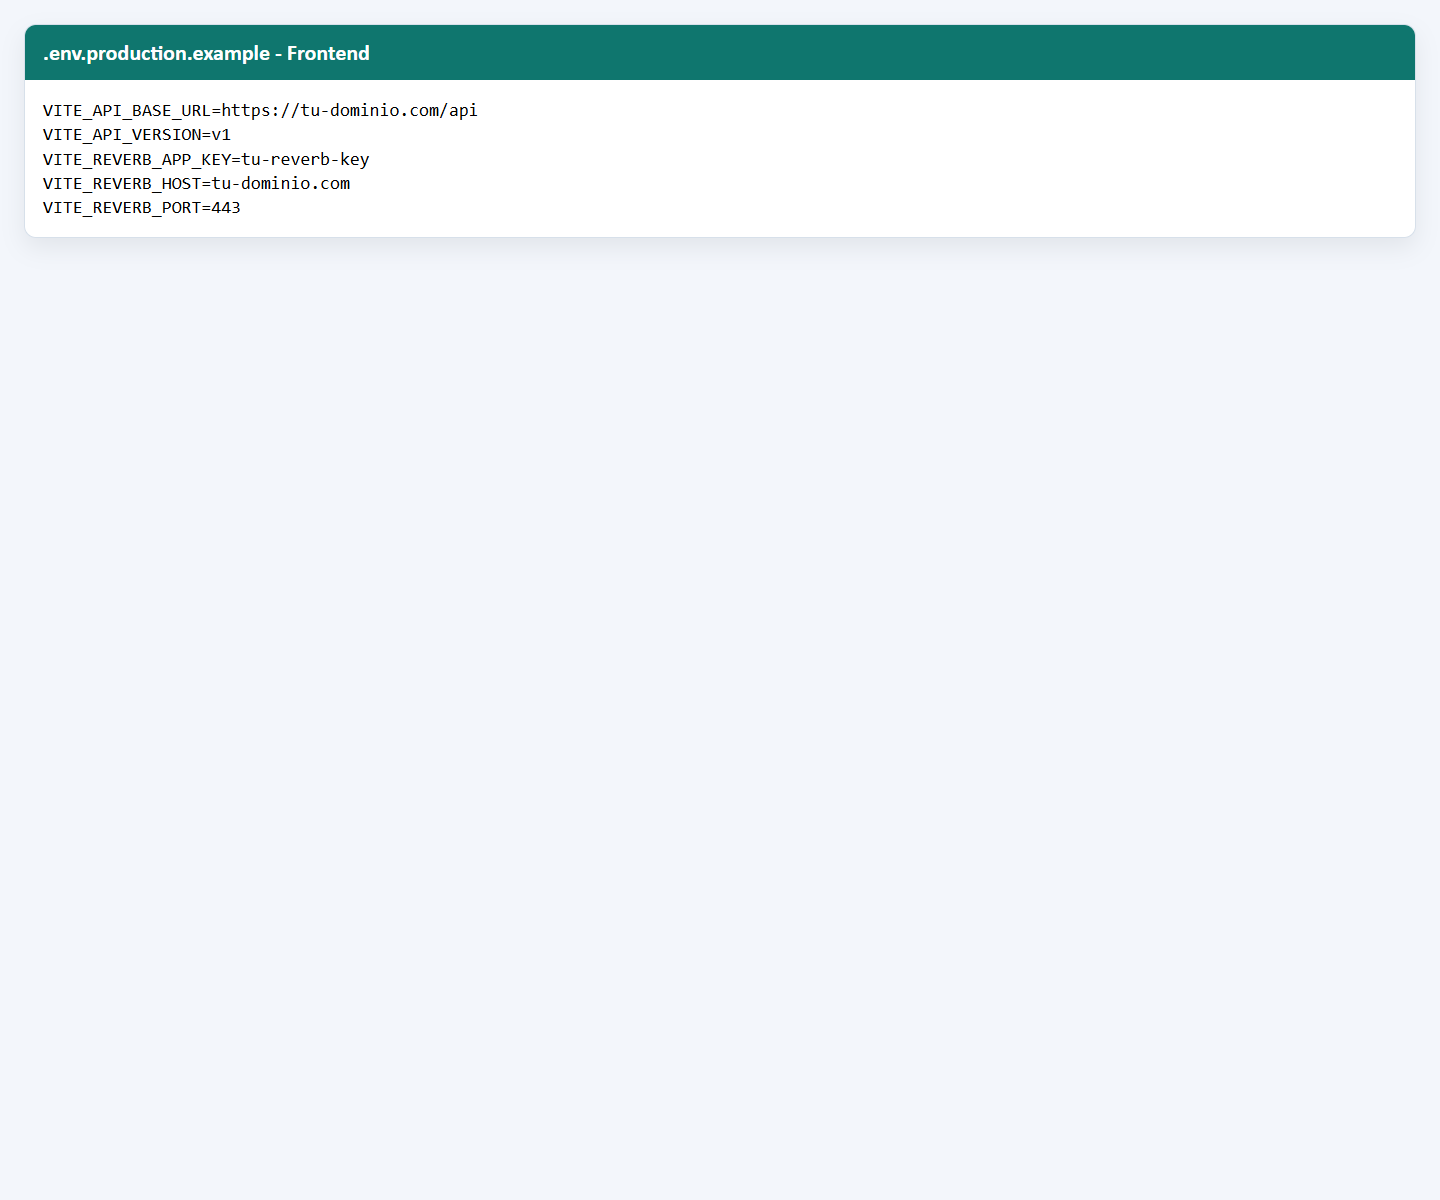 .env.production.example - Frontend
VITE_API_BASE_URL=https://tu-dominio.com/api
VITE_API_VERSION=v1
VITE_REVERB_APP_KEY=tu-reverb-key
VITE_REVERB_HOST=tu-dominio.com
VITE_REVERB_PORT=443